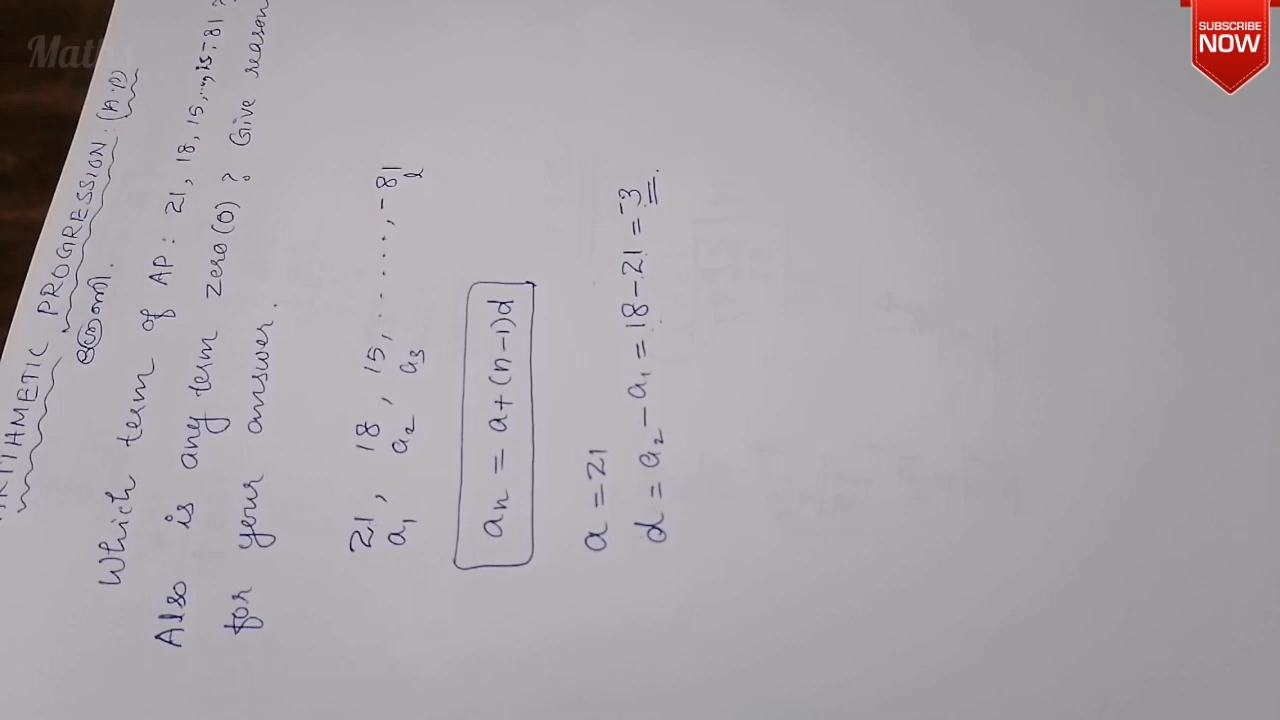 ARITHMETIC PROGRESSION: (A.P)
Which term of AP: 21, 18, 15, ..., is -81?
Also is any term zero (0)? Give reason
for your answer.
21, 18, 15, ......, -81
a₁ a₂ a₃ l
aₙ = a+(n-1)d
a = 21
d = a₂ - a₁ = 18-21 = -3
Mat
SUBSCRIBE
NOW